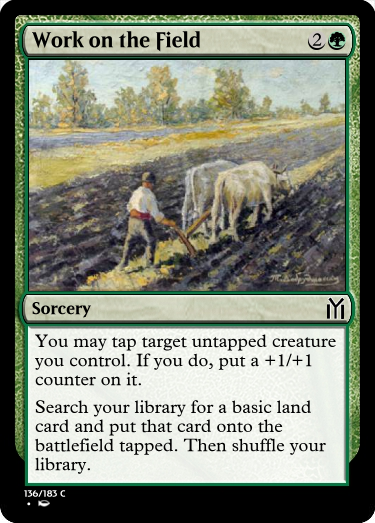 Work on the Field 2
Sorcery
You may tap target untapped creature
you control. If you do, put a +1/+1
counter on it.
Search your library for a basic land
card and put that card onto the
battlefield tapped. Then shuffle your
library.
136/183 C